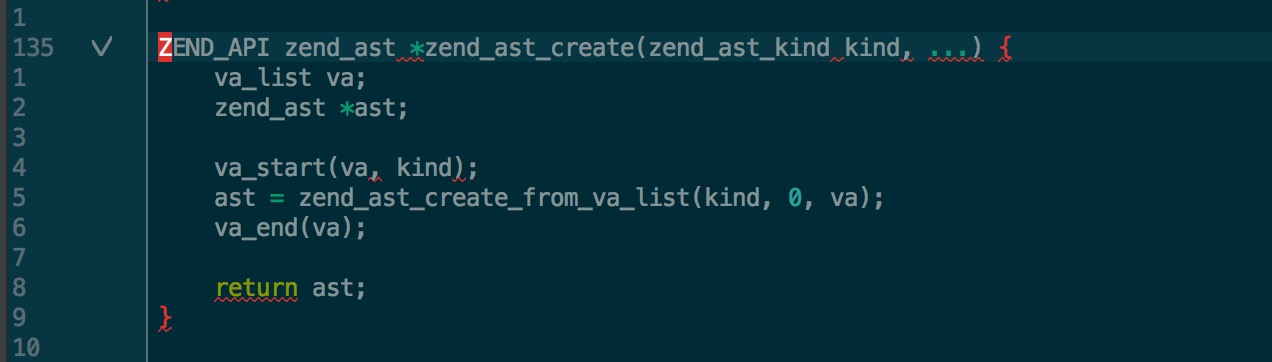 1
135 ✓ ZEND_API zend_ast *zend_ast_create(zend_ast_kind kind, ...) {
1 va_list va;
2 zend_ast *ast;
3
4 va_start(va, kind);
5 ast = zend_ast_create_from_va_list(kind, 0, va);
6 va_end(va);
7
8 return ast;
9 }
10